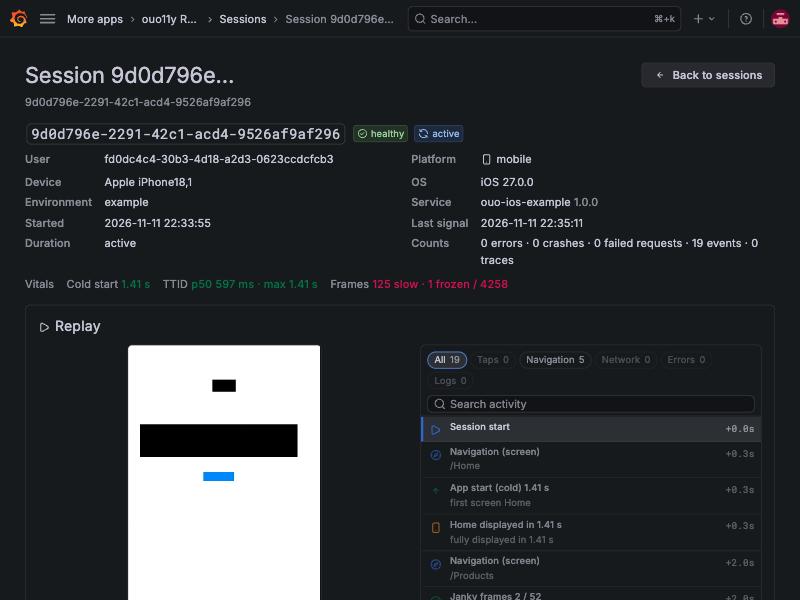 More apps › ouo11y R... › Sessions › Session 9d0d796e... Search... ⌘+k
Session 9d0d796e...
← Back to sessions
9d0d796e-2291-42c1-acd4-9526af9af296
9d0d796e-2291-42c1-acd4-9526af9af296 healthy active
User fd0dc4c4-30b3-4d18-a2d3-0623ccdcfcb3 Platform mobile
Device Apple iPhone18,1 OS iOS 27.0.0
Environment example Service ouo-ios-example 1.0.0
Started 2026-11-11 22:33:55 Last signal 2026-11-11 22:35:11
Duration active Counts 0 errors · 0 crashes · 0 failed requests · 19 events · 0
traces
Vitals Cold start 1.41 s TTID p50 597 ms · max 1.41 s Frames 125 slow · 1 frozen / 4258
Replay
All 19 Taps 0 Navigation 5 Network 0 Errors 0
Logs 0
Search activity
Session start +0.0s
Navigation (screen) +0.3s
/Home
App start (cold) 1.41 s +0.3s
first screen Home
Home displayed in 1.41 s +0.3s
fully displayed in 1.41 s
Navigation (screen) +2.0s
/Products
Janky frames 2 / 52 +2.0s